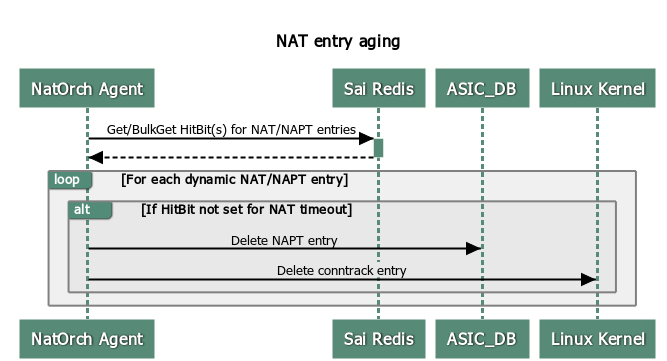 NAT entry aging
NatOrch Agent
Sai Redis
ASIC_DB
Linux Kernel
Get/BulkGet HitBit(s) for NAT/NAPT entries
loop
[For each dynamic NAT/NAPT entry]
alt
[If HitBit not set for NAT timeout]
Delete NAPT entry
Delete conntrack entry
NatOrch Agent
Sai Redis
ASIC_DB
Linux Kernel